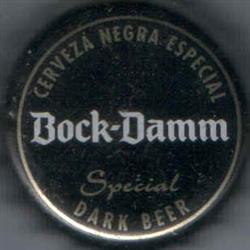 CERVEZA NEGRA ESPECIAL
Bock-Damm
Special
DARK BEER